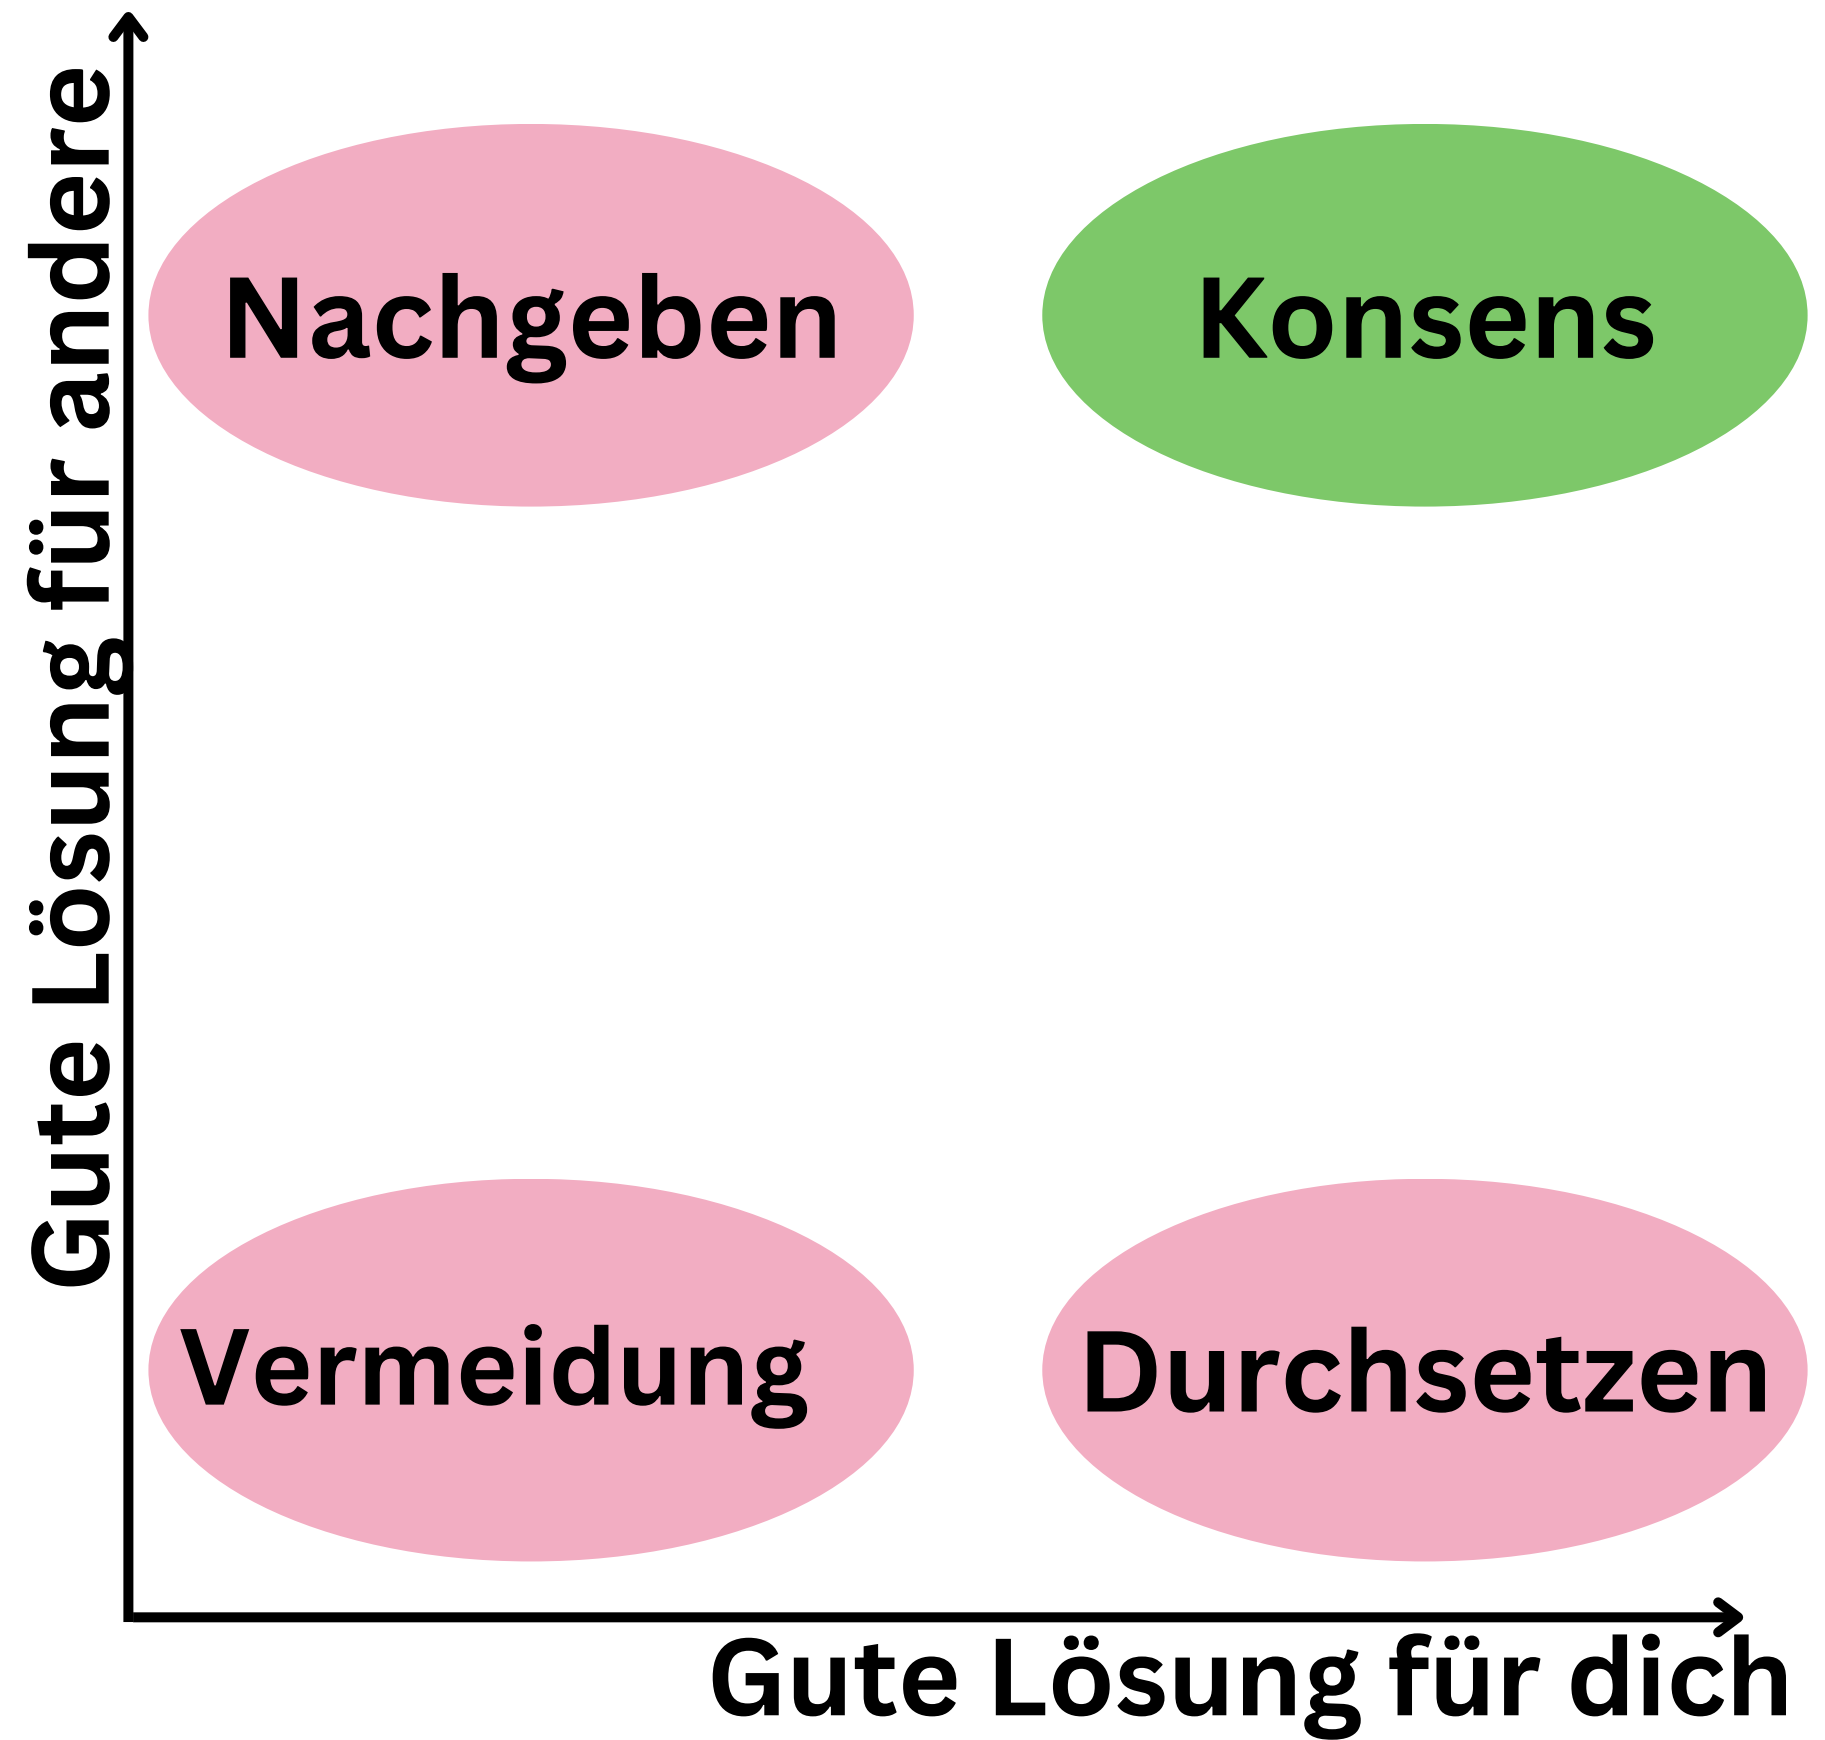 Gute Lösung für andere
Nachgeben
Konsens
Vermeidung
Durchsetzen
Gute Lösung für dich